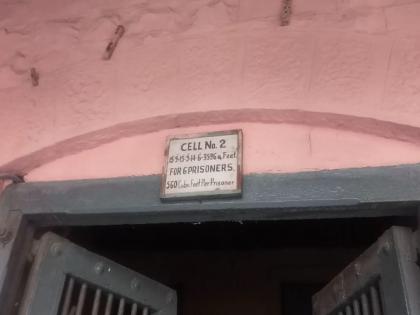 CELL No. 2
FOR 6 PRISONERS.
560 Cubic Feet Per Prisoner